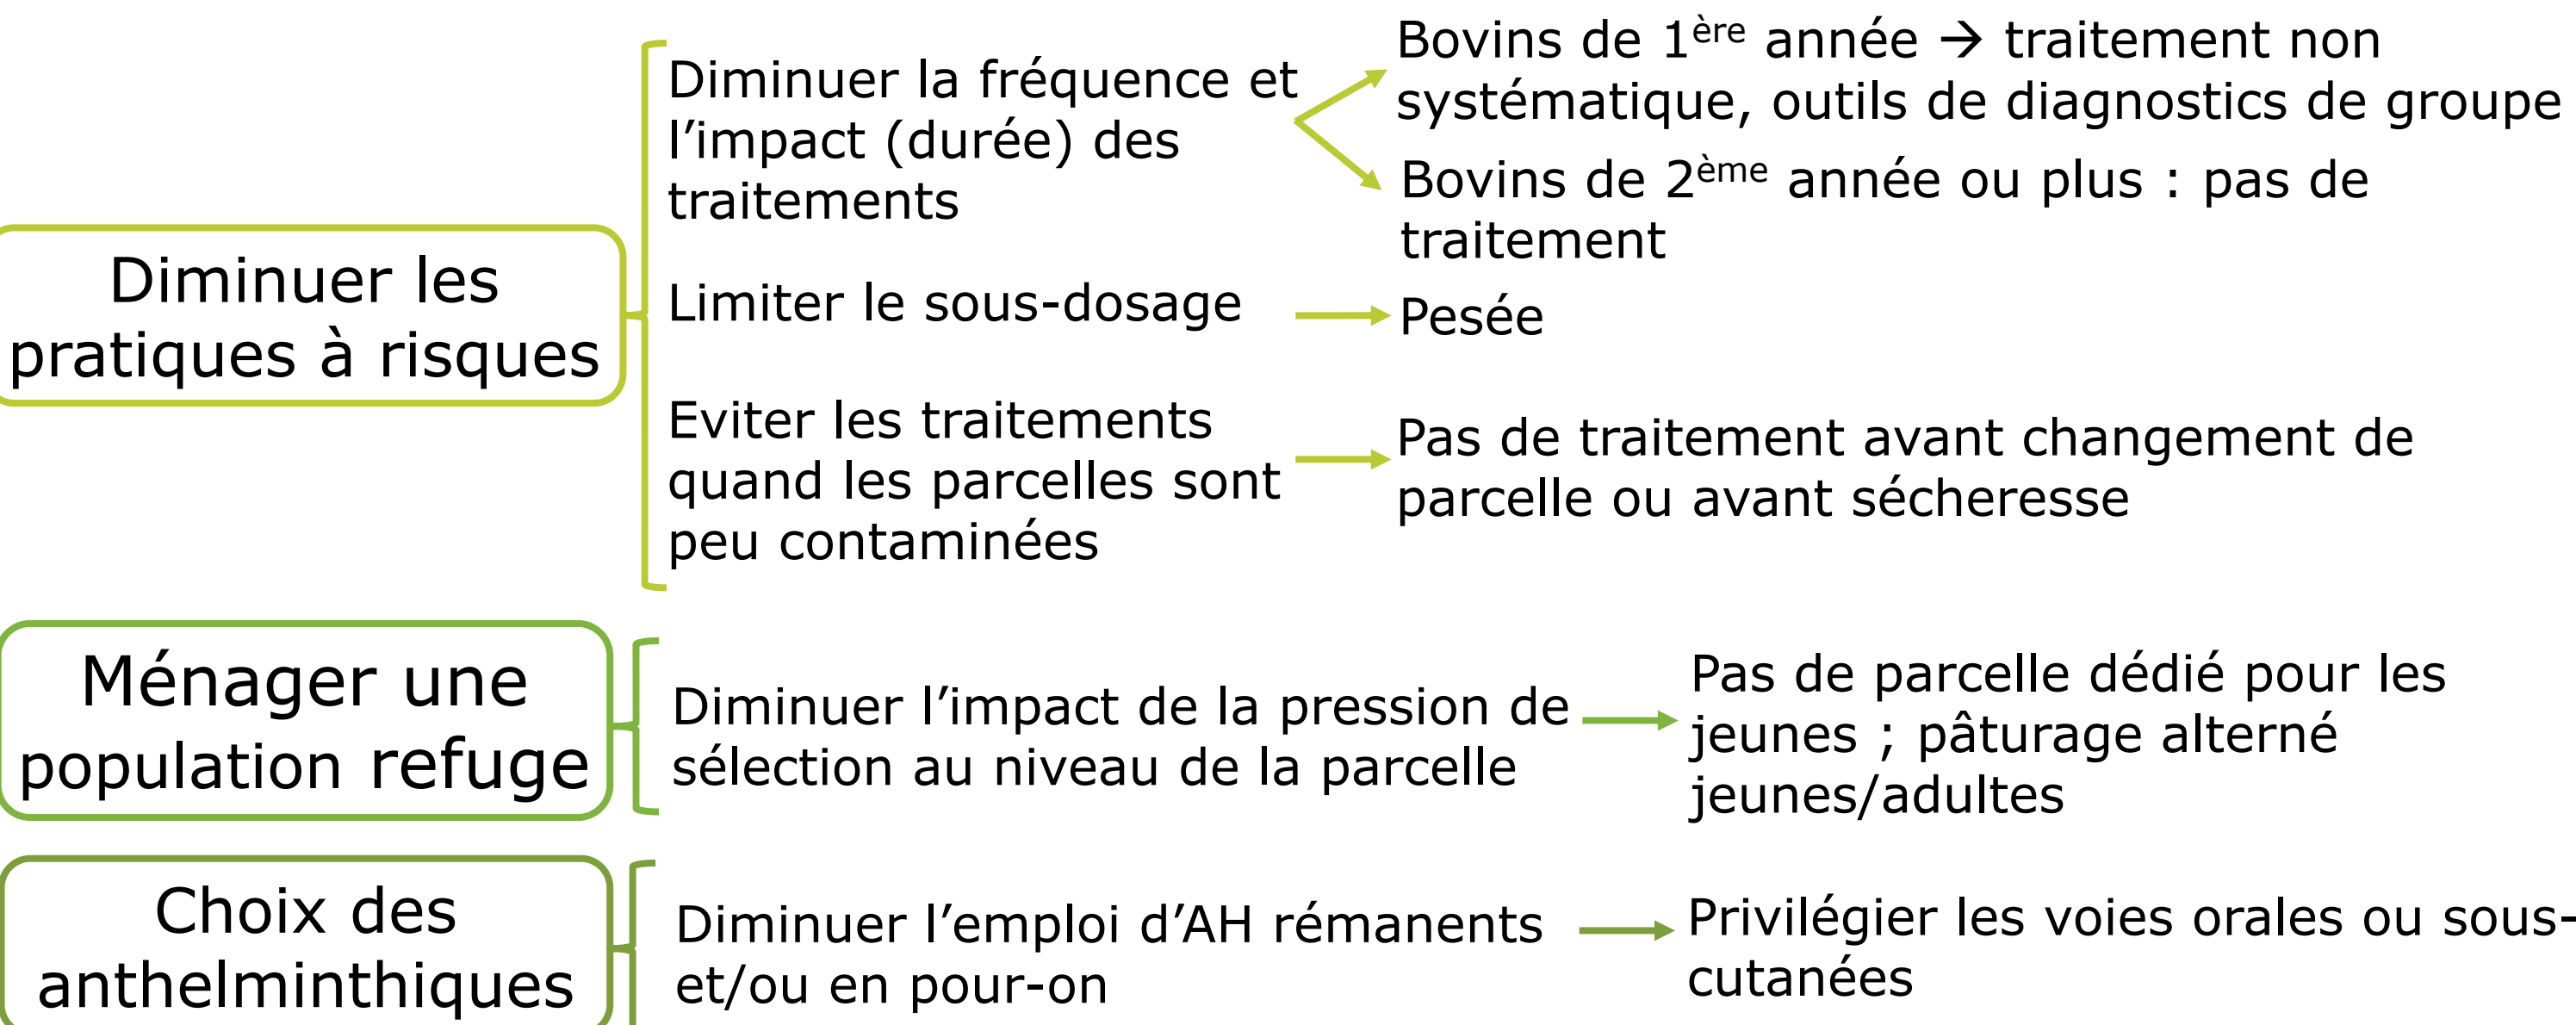 Diminuer les
pratiques à risques
Diminuer la fréquence et
l’impact (durée) des
traitements
Bovins de 1ère année → traitement non
systématique, outils de diagnostics de groupe
Bovins de 2ème année ou plus : pas de
traitement
Limiter le sous-dosage
Pesée
Eviter les traitements
quand les parcelles sont
peu contaminées
Pas de traitement avant changement de
parcelle ou avant sécheresse
Ménager une
population refuge
Diminuer l’impact de la pression de
sélection au niveau de la parcelle
Pas de parcelle dédié pour les
jeunes ; pâturage alterné
jeunes/adultes
Choix des
anthelminthiques
Diminuer l’emploi d’AH rémanents
et/ou en pour-on
Privilégier les voies orales ou sous-
cutanées